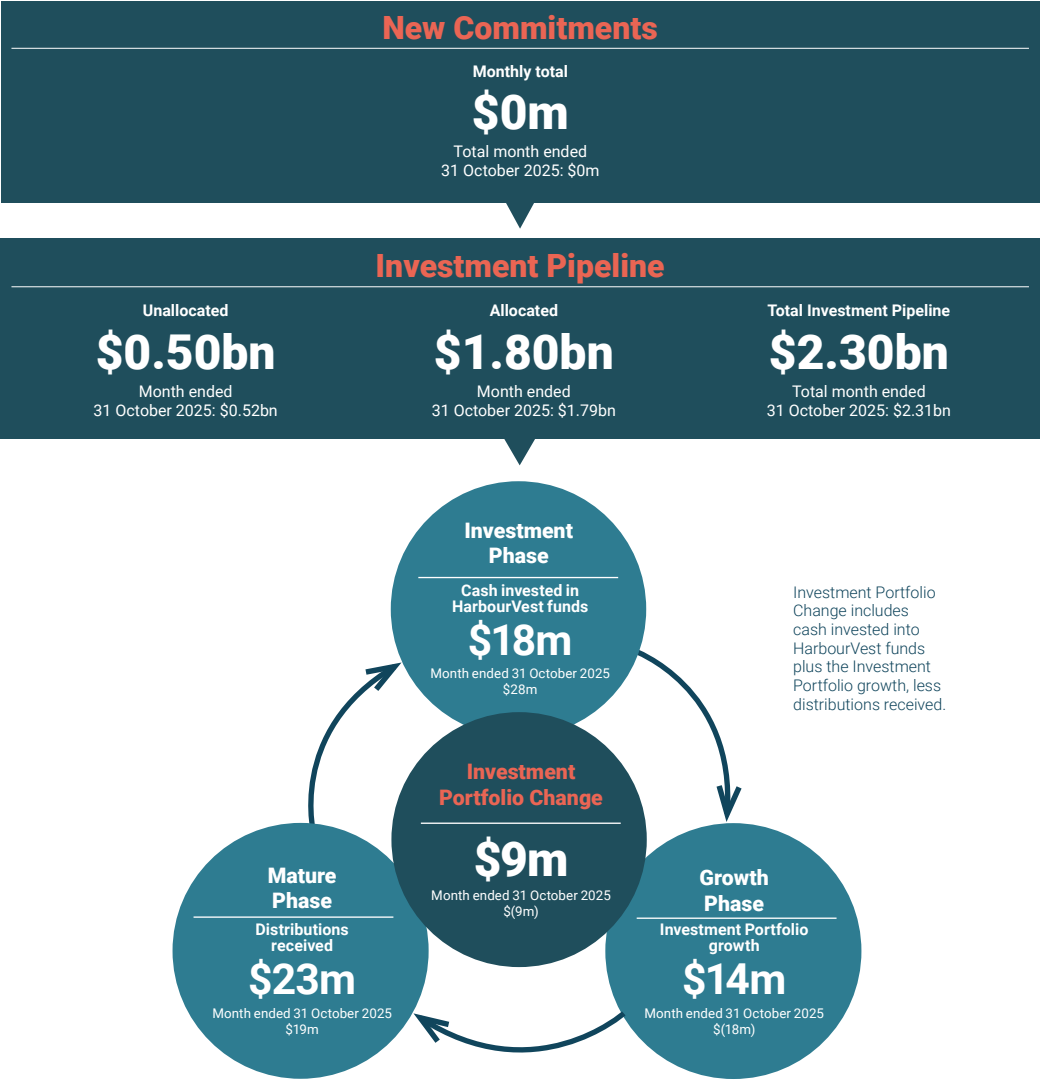 New Commitments
Monthly total
$0m
Total month ended
31 October 2025: $0m
Investment Pipeline
Unallocated
$0.50bn
Month ended
31 October 2025: $0.52bn
Allocated
$1.80bn
Month ended
31 October 2025: $1.79bn
Total Investment Pipeline
$2.30bn
Total month ended
31 October 2025: $2.31bn
Investment
Phase
Cash invested in
HarbourVest funds
$18m
Month ended 31 October 2025
$28m
Investment Portfolio
Change includes
cash invested into
HarbourVest funds
plus the Investment
Portfolio growth, less
distributions received.
Investment
Portfolio Change
$9m
Month ended 31 October 2025
$(9m)
Mature
Phase
Distributions
received
$23m
Month ended 31 October 2025
$19m
Growth
Phase
Investment Portfolio
growth
$14m
Month ended 31 October 2025
$(18m)